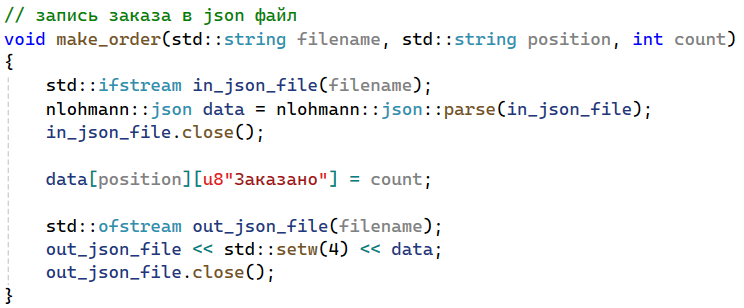 // запись заказа в json файл
void make_order(std::string filename, std::string position, int count)
{
    std::ifstream in_json_file(filename);
    nlohmann::json data = nlohmann::json::parse(in_json_file);
    in_json_file.close();

    data[position][u8"Заказано"] = count;

    std::ofstream out_json_file(filename);
    out_json_file << std::setw(4) << data;
    out_json_file.close();
}